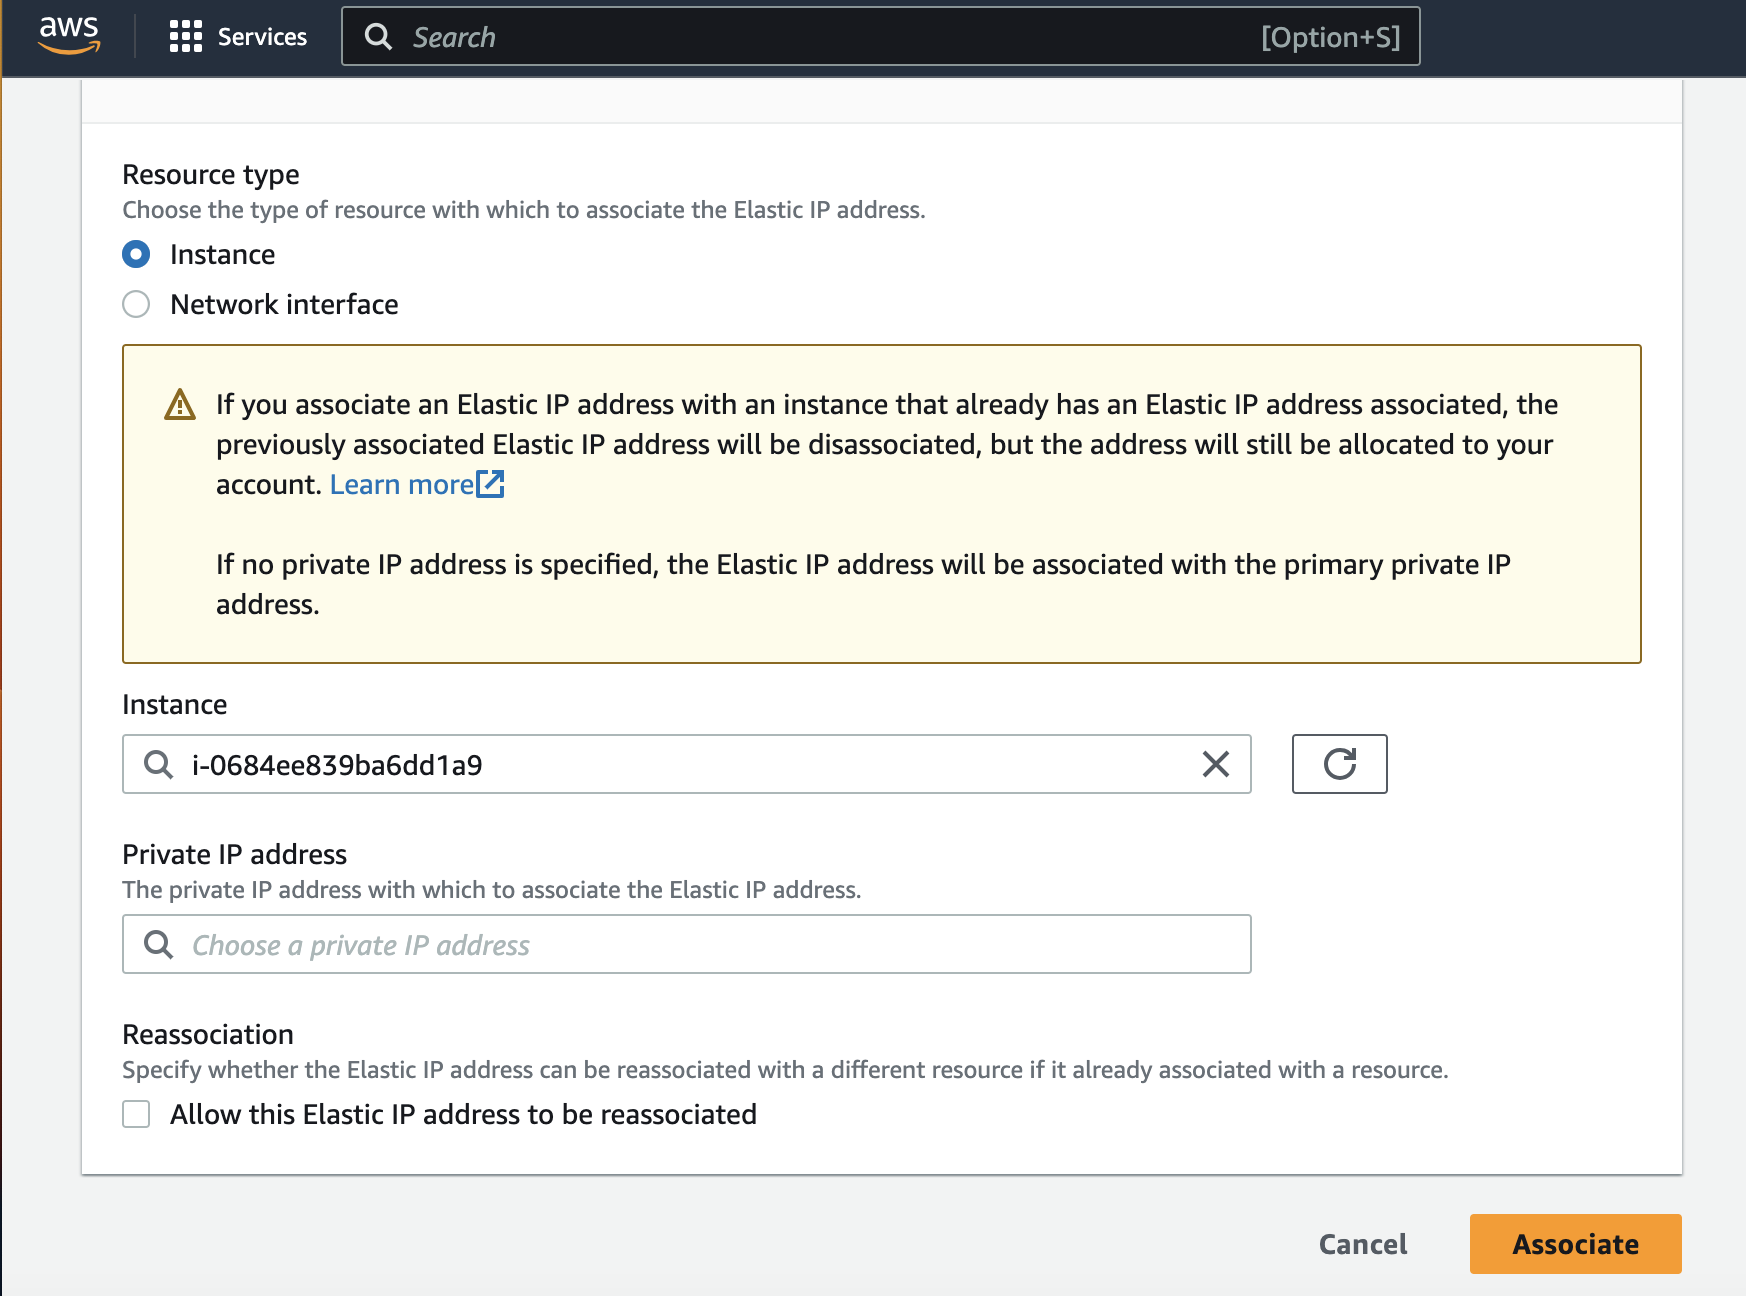 aws
Services
Search
[Option+S]
Resource type
Choose the type of resource with which to associate the Elastic IP address.
Instance
Network interface
If you associate an Elastic IP address with an instance that already has an Elastic IP address associated, the
previously associated Elastic IP address will be disassociated, but the address will still be allocated to your
account. Learn more
If no private IP address is specified, the Elastic IP address will be associated with the primary private IP
address.
Instance
i-0684ee839ba6dd1a9
Private IP address
The private IP address with which to associate the Elastic IP address.
Choose a private IP address
Reassociation
Specify whether the Elastic IP address can be reassociated with a different resource if it already associated with a resource.
Allow this Elastic IP address to be reassociated
Cancel
Associate